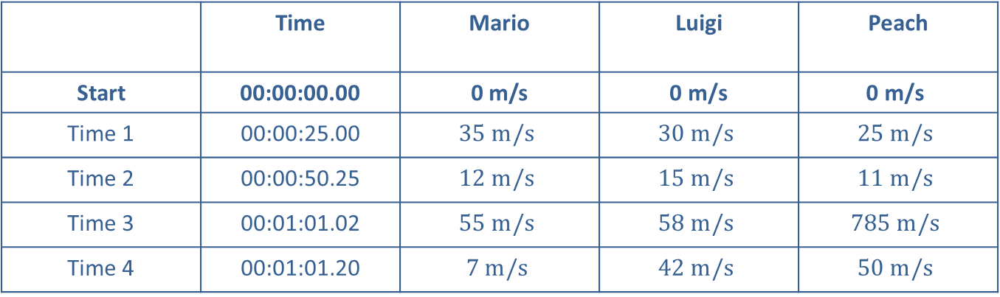 Time Mario Luigi Peach
Start 00:00:00.00 0 m/s 0 m/s 0 m/s
Time 1 00:00:25.00 35 m/s 30 m/s 25 m/s
Time 2 00:00:50.25 12 m/s 15 m/s 11 m/s
Time 3 00:01:01.02 55 m/s 58 m/s 785 m/s
Time 4 00:01:01.20 7 m/s 42 m/s 50 m/s